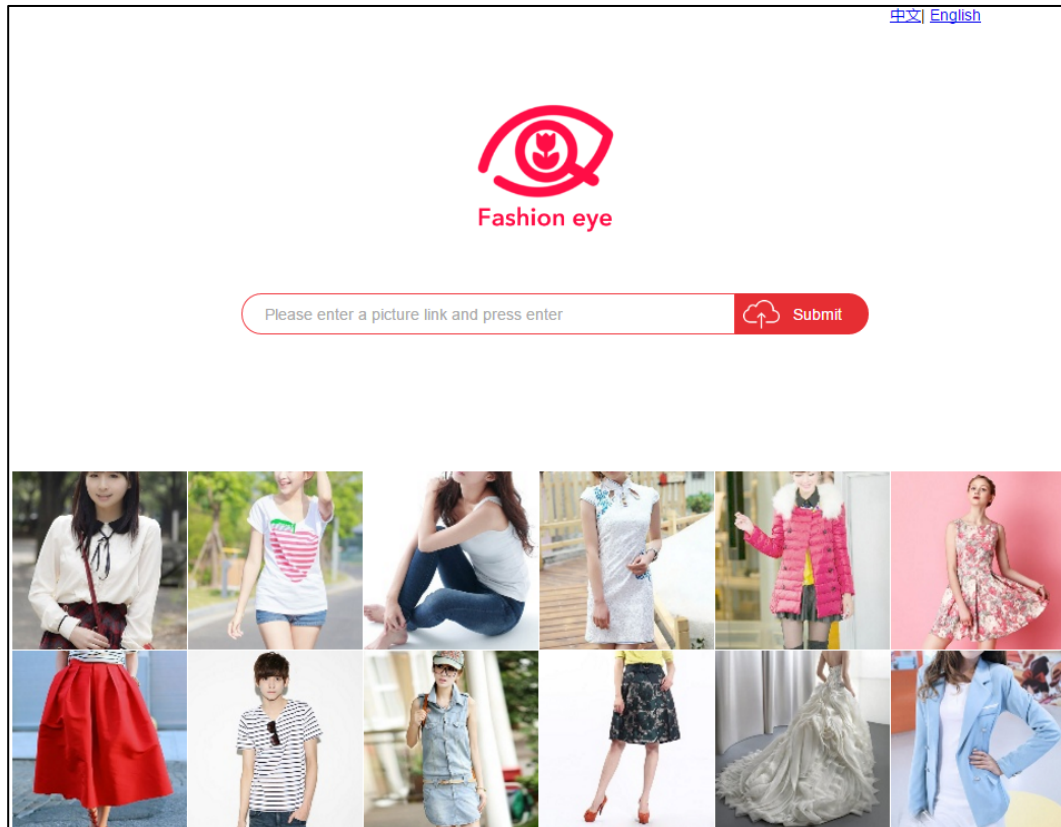 中文| English
Fashion eye
Please enter a picture link and press enter
Submit